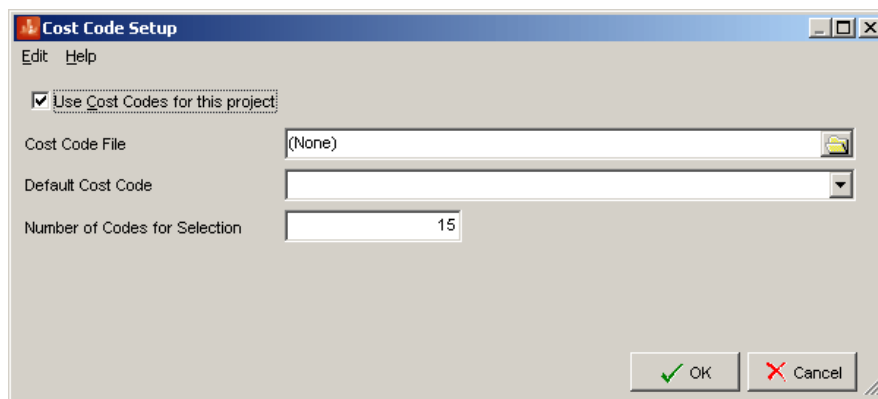 Cost Code Setup
Edit Help
Use Cost Codes for this project
Cost Code File (None)
Default Cost Code
Number of Codes for Selection 15
OK Cancel